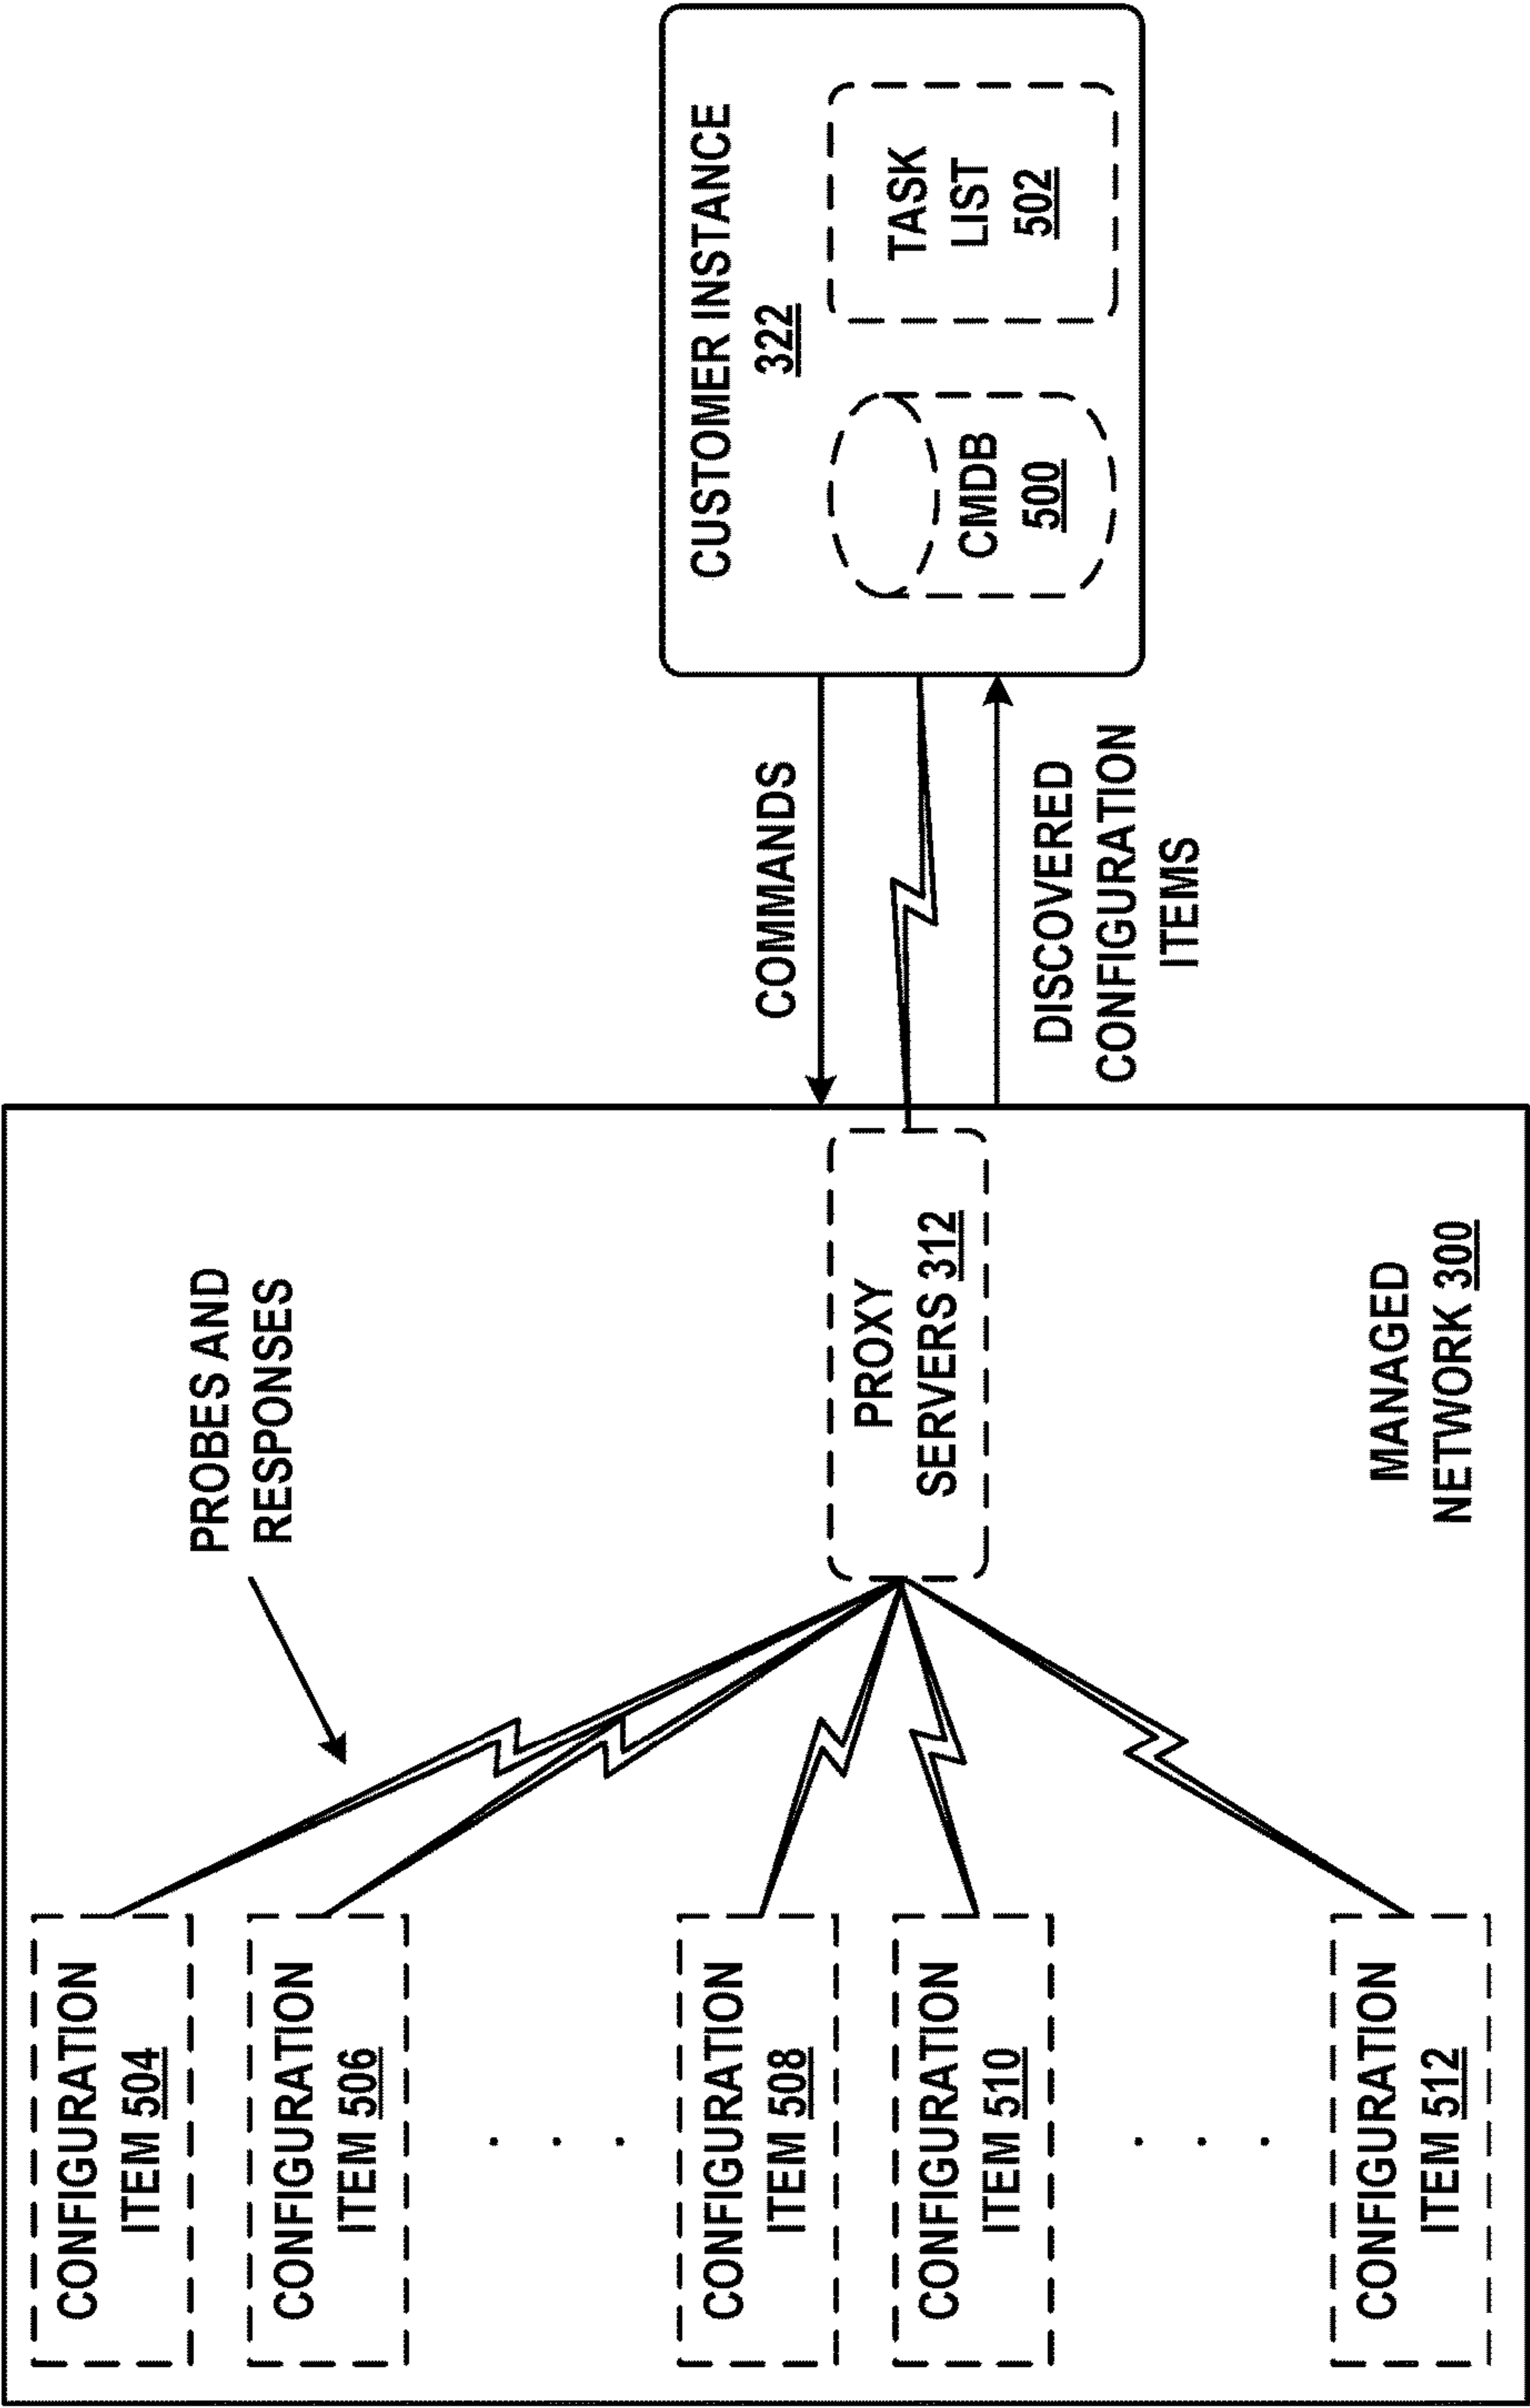 CUSTOMER INSTANCE
322
CMDB
500
TASK
LIST
502
COMMANDS
DISCOVERED
CONFIGURATION
ITEMS
PROBES AND
RESPONSES
PROXY
SERVERS 312
MANAGED
NETWORK 300
CONFIGURATION
ITEM 504
CONFIGURATION
ITEM 506
. . .
CONFIGURATION
ITEM 508
CONFIGURATION
ITEM 510
. . .
CONFIGURATION
ITEM 512